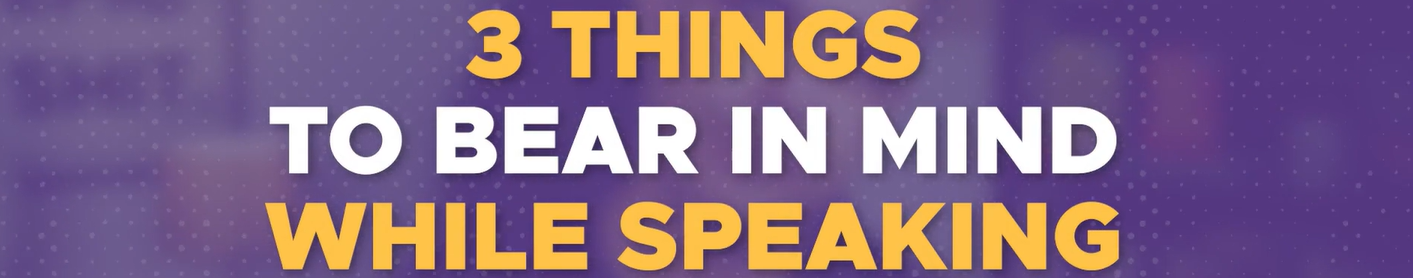 3 THINGS
TO BEAR IN MIND
WHILE SPEAKING